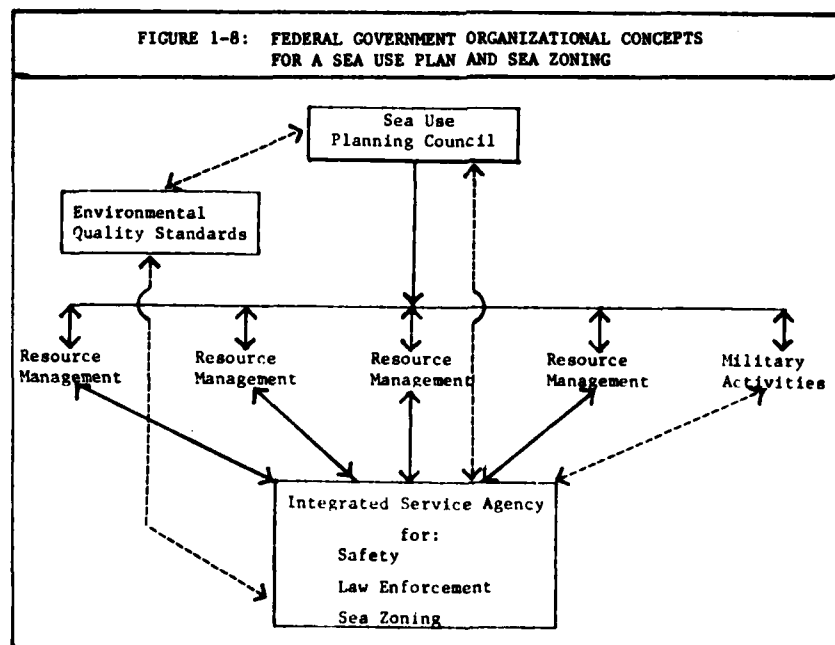 FIGURE 1-8: FEDERAL GOVERNMENT ORGANIZATIONAL CONCEPTS
FOR A SEA USE PLAN AND SEA ZONING
Sea Use
Planning Council
Environmental
Quality Standards
Resource
Management
Resource
Management
Resource
Management
Resource
Management
Military
Activities
Integrated Service Agency
for:
Safety
Law Enforcement
Sea Zoning